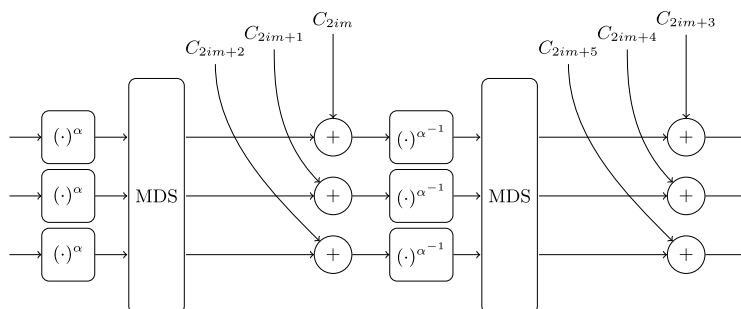 C_{2im}
C_{2im+1}
C_{2im+2}
C_{2im+3}
C_{2im+4}
C_{2im+5}
(·)^α
MDS
+
(·)^{α^{-1}}
MDS
+
(·)^α
+
(·)^{α^{-1}}
+
(·)^α
+
(·)^{α^{-1}}
+